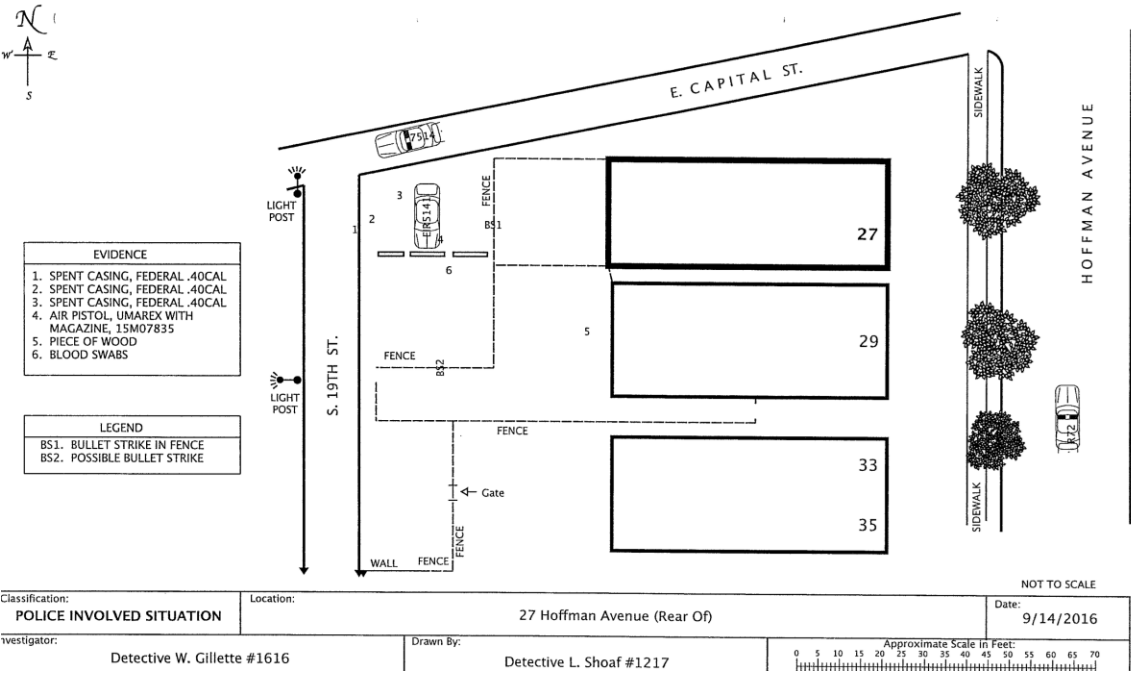 N
W E
S
E. CAPITAL ST.
SIDEWALK
HOFFMAN AVENUE
7514
LIGHT
POST
3
2
1
ER5141
4
FENCE
BS1
6
27
5
29
FENCE
BS2
S. 19TH ST.
LIGHT
POST
EVIDENCE
1. SPENT CASING, FEDERAL .40CAL
2. SPENT CASING, FEDERAL .40CAL
3. SPENT CASING, FEDERAL .40CAL
4. AIR PISTOL, UMAREX WITH
MAGAZINE, 15M07835
5. PIECE OF WOOD
6. BLOOD SWABS
LEGEND
BS1. BULLET STRIKE IN FENCE
BS2. POSSIBLE BULLET STRIKE
FENCE
R72
33
35
Gate
FENCE
WALL
FENCE
SIDEWALK
NOT TO SCALE
Classification:
POLICE INVOLVED SITUATION
Location:
27 Hoffman Avenue (Rear Of)
Date:
9/14/2016
nvestigator:
Detective W. Gillette #1616
Drawn By:
Detective L. Shoaf #1217
Approximate Scale In Feet:
0 5 10 15 20 25 30 35 40 45 50 55 60 65 70